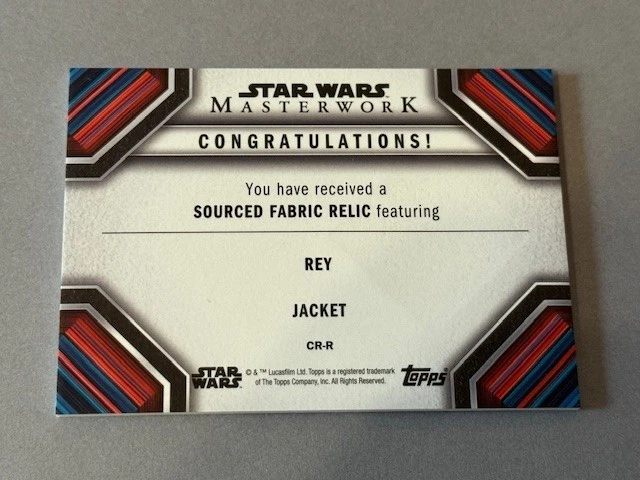 STAR WARS
MASTERWORK
CONGRATULATIONS!
You have received a
SOURCED FABRIC RELIC featuring
REY
JACKET
CR-R
STAR
WARS
© & ™ Lucasfilm Ltd. Topps is a registered trademark
of The Topps Company, Inc. All Rights Reserved.
topps